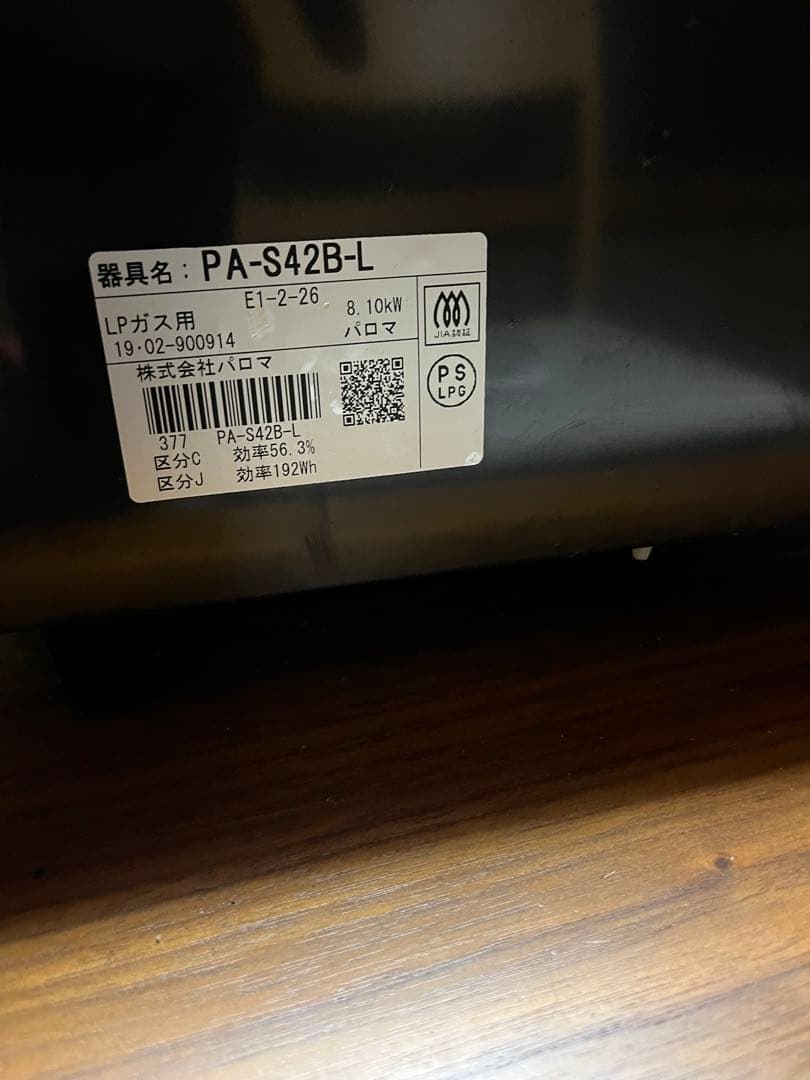 器具名：PA-S42B-L
E1-2-26
LPガス用
8.10kW
19・02-900914
パロマ
JIA認証
株式会社パロマ
PS
LPG
377 PA-S42B-L
区分C 効率56.3%
区分J 効率192Wh